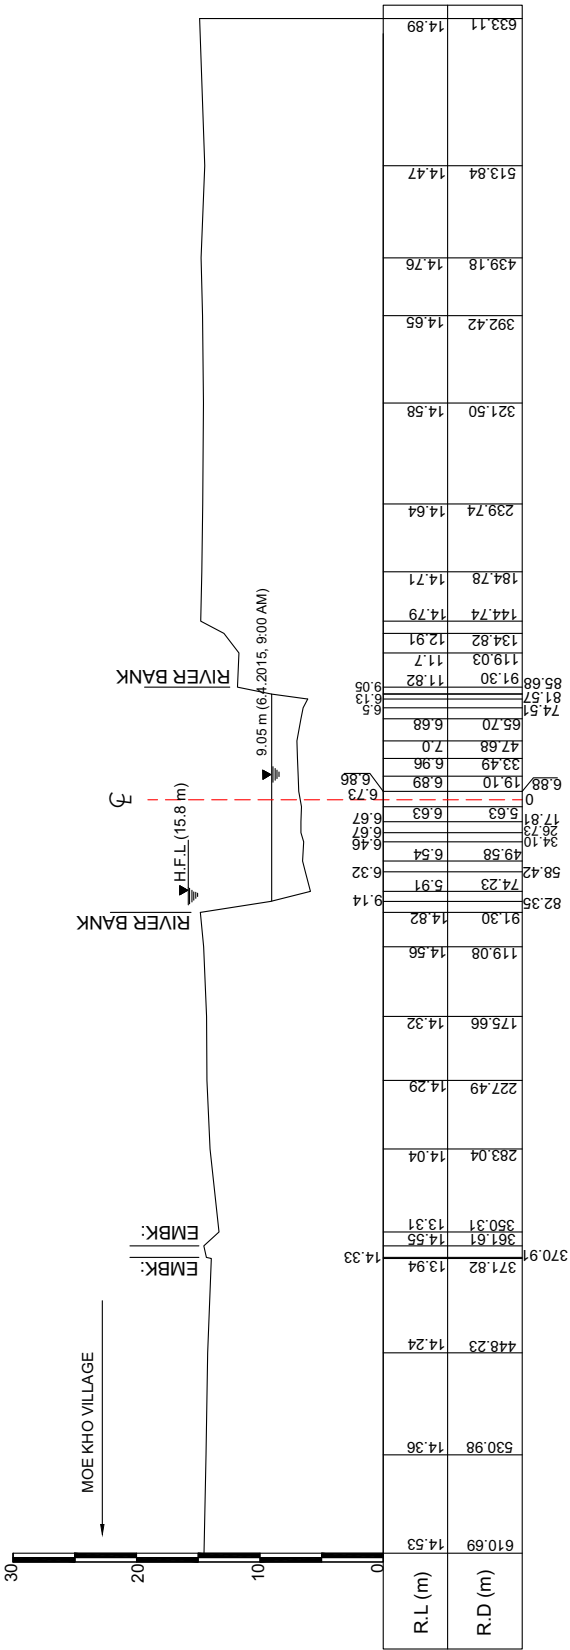 30
20
10
0
MOE KHO VILLAGE
EMBK:
EMBK:
RIVER BANK
H.F.L (15.8 m)
℄
9.05 m (6.4.2015, 9:00 AM)
RIVER BANK
R.L (m) 14.53 14.36 14.24 13.94 14.33 14.55 13.31 14.04 14.29 14.32 14.56 14.82 9.14 5.91 6.32 6.54 6.46 6.67 6.67 6.63 6.73 6.86 6.89 6.96 7.0 6.68 6.5 6.13 9.05 11.82 11.7 12.91 14.79 14.71 14.64 14.58 14.65 14.76 14.47 14.89
R.D (m) 610.69 530.98 448.23 371.82 370.91 361.61 350.31 283.04 227.49 175.66 119.08 91.30 82.35 74.23 58.42 49.58 34.10 26.73 17.81 5.63 0 6.88 19.10 33.49 47.68 65.70 74.51 81.57 85.68 91.30 119.03 134.82 144.74 184.78 239.74 321.50 392.42 439.18 513.84 633.11